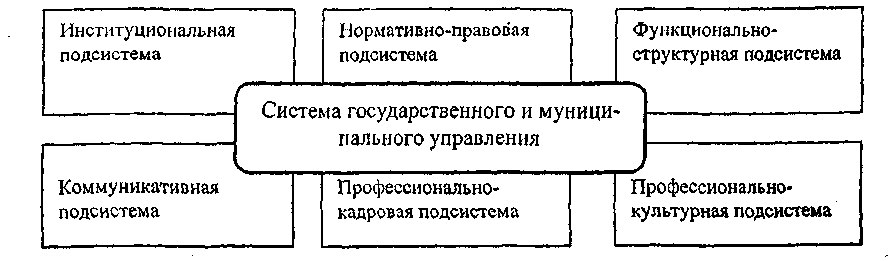 Институциональная
подсистема
Нормативно-правовая
подсистема
Функционально-
структурная подсистема
Система государственного и муници-
пального управления
Коммуникативная
подсистема
Профессионально-
кадровая подсистема
Профессионально-
культурная подсистема